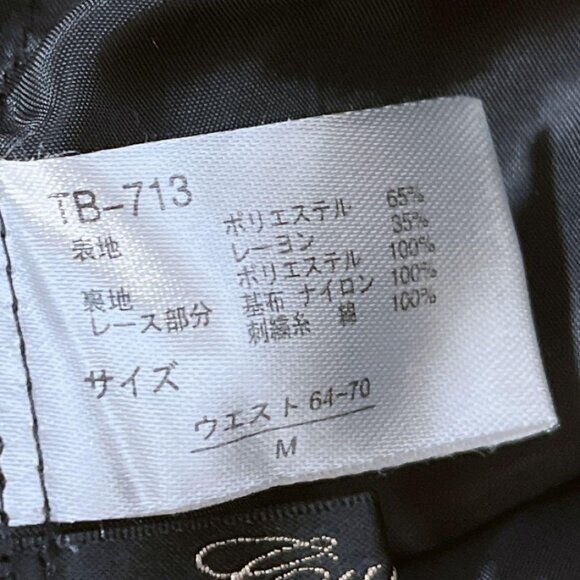 TB-713
表地 ポリエステル 65%
レーヨン 35%
裏地 ポリエステル 100%
レース部分 基布 ナイロン 100%
刺繍糸 綿 100%
サイズ
ウエスト 64-70
M